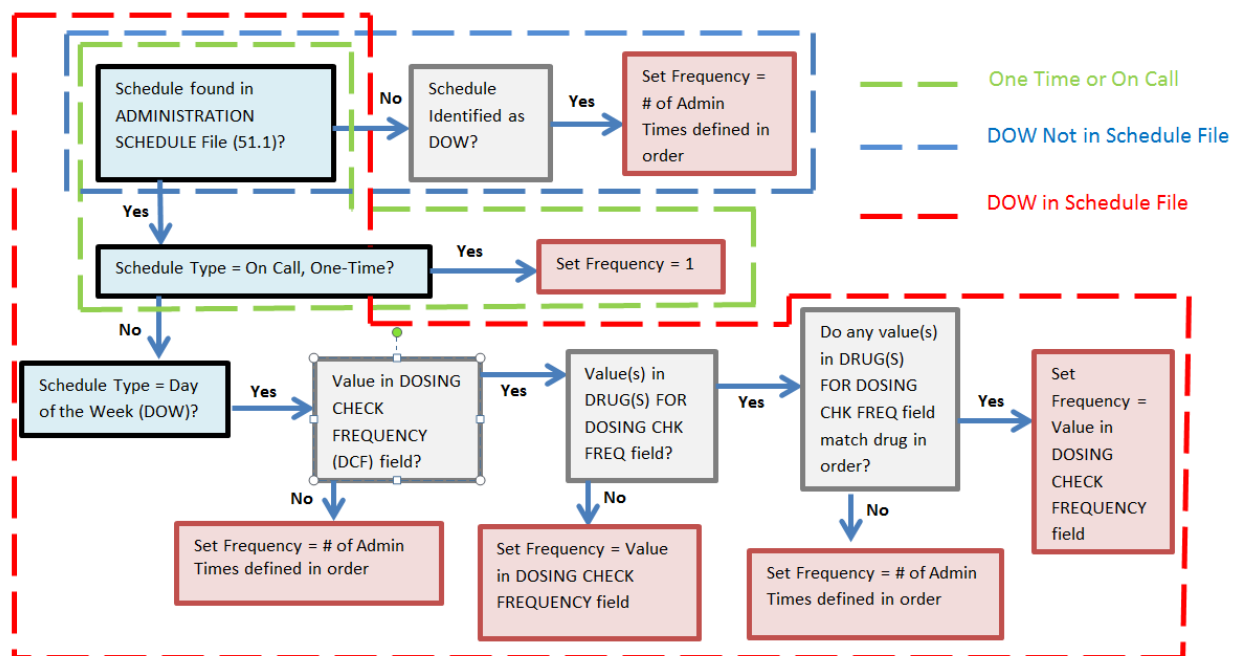 Schedule found in
ADMINISTRATION
SCHEDULE File (51.1)?
No
Schedule
Identified as
DOW?
Yes
Set Frequency =
# of Admin
Times defined in
order
One Time or On Call
DOW Not in Schedule File
DOW in Schedule File
Yes
Schedule Type = On Call, One-Time?
Yes
Set Frequency = 1
No
Schedule Type = Day
of the Week (DOW)?
Yes
Value in DOSING
CHECK
FREQUENCY
(DCF) field?
Yes
Value(s) in
DRUG(S) FOR
DOSING CHK
FREQ field?
Yes
Do any value(s)
in DRUG(S)
FOR DOSING
CHK FREQ field
match drug in
order?
Yes
Set
Frequency =
Value in
DOSING
CHECK
FREQUENCY
field
No
Set Frequency = # of Admin
Times defined in order
No
Set Frequency = Value
in DOSING CHECK
FREQUENCY field
No
Set Frequency = # of Admin
Times defined in order